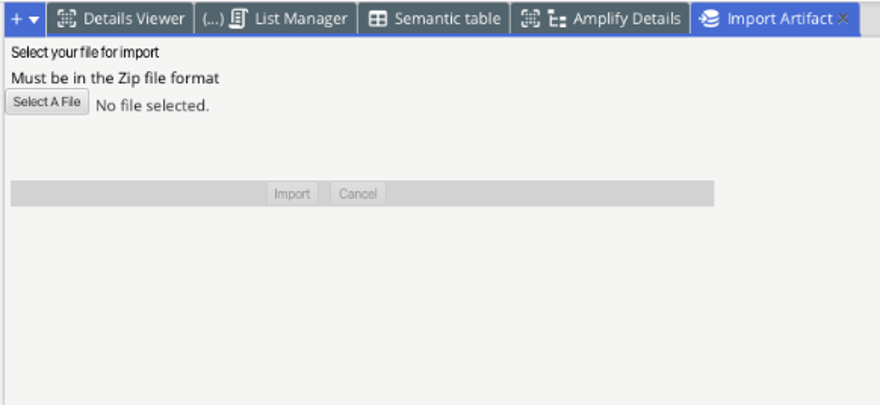 + Details Viewer (...) List Manager Semantic table Amplify Details Import Artifact ×
Select your file for import
Must be in the Zip file format
Select A File No file selected.
Import Cancel